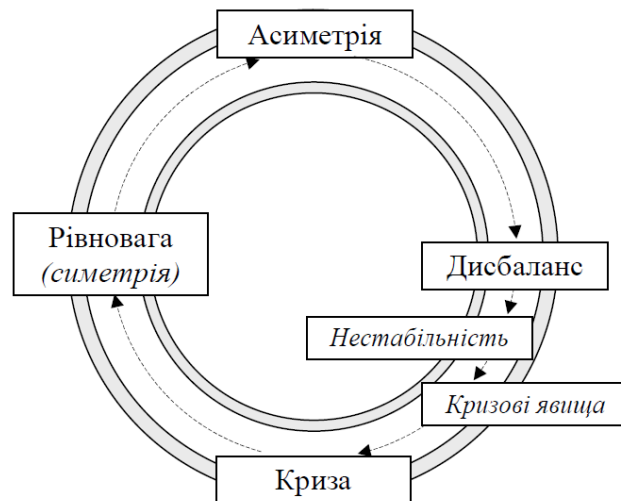 Асиметрія
Рівновага
(симетрія)
Дисбаланс
Нестабільність
Кризові явища
Криза